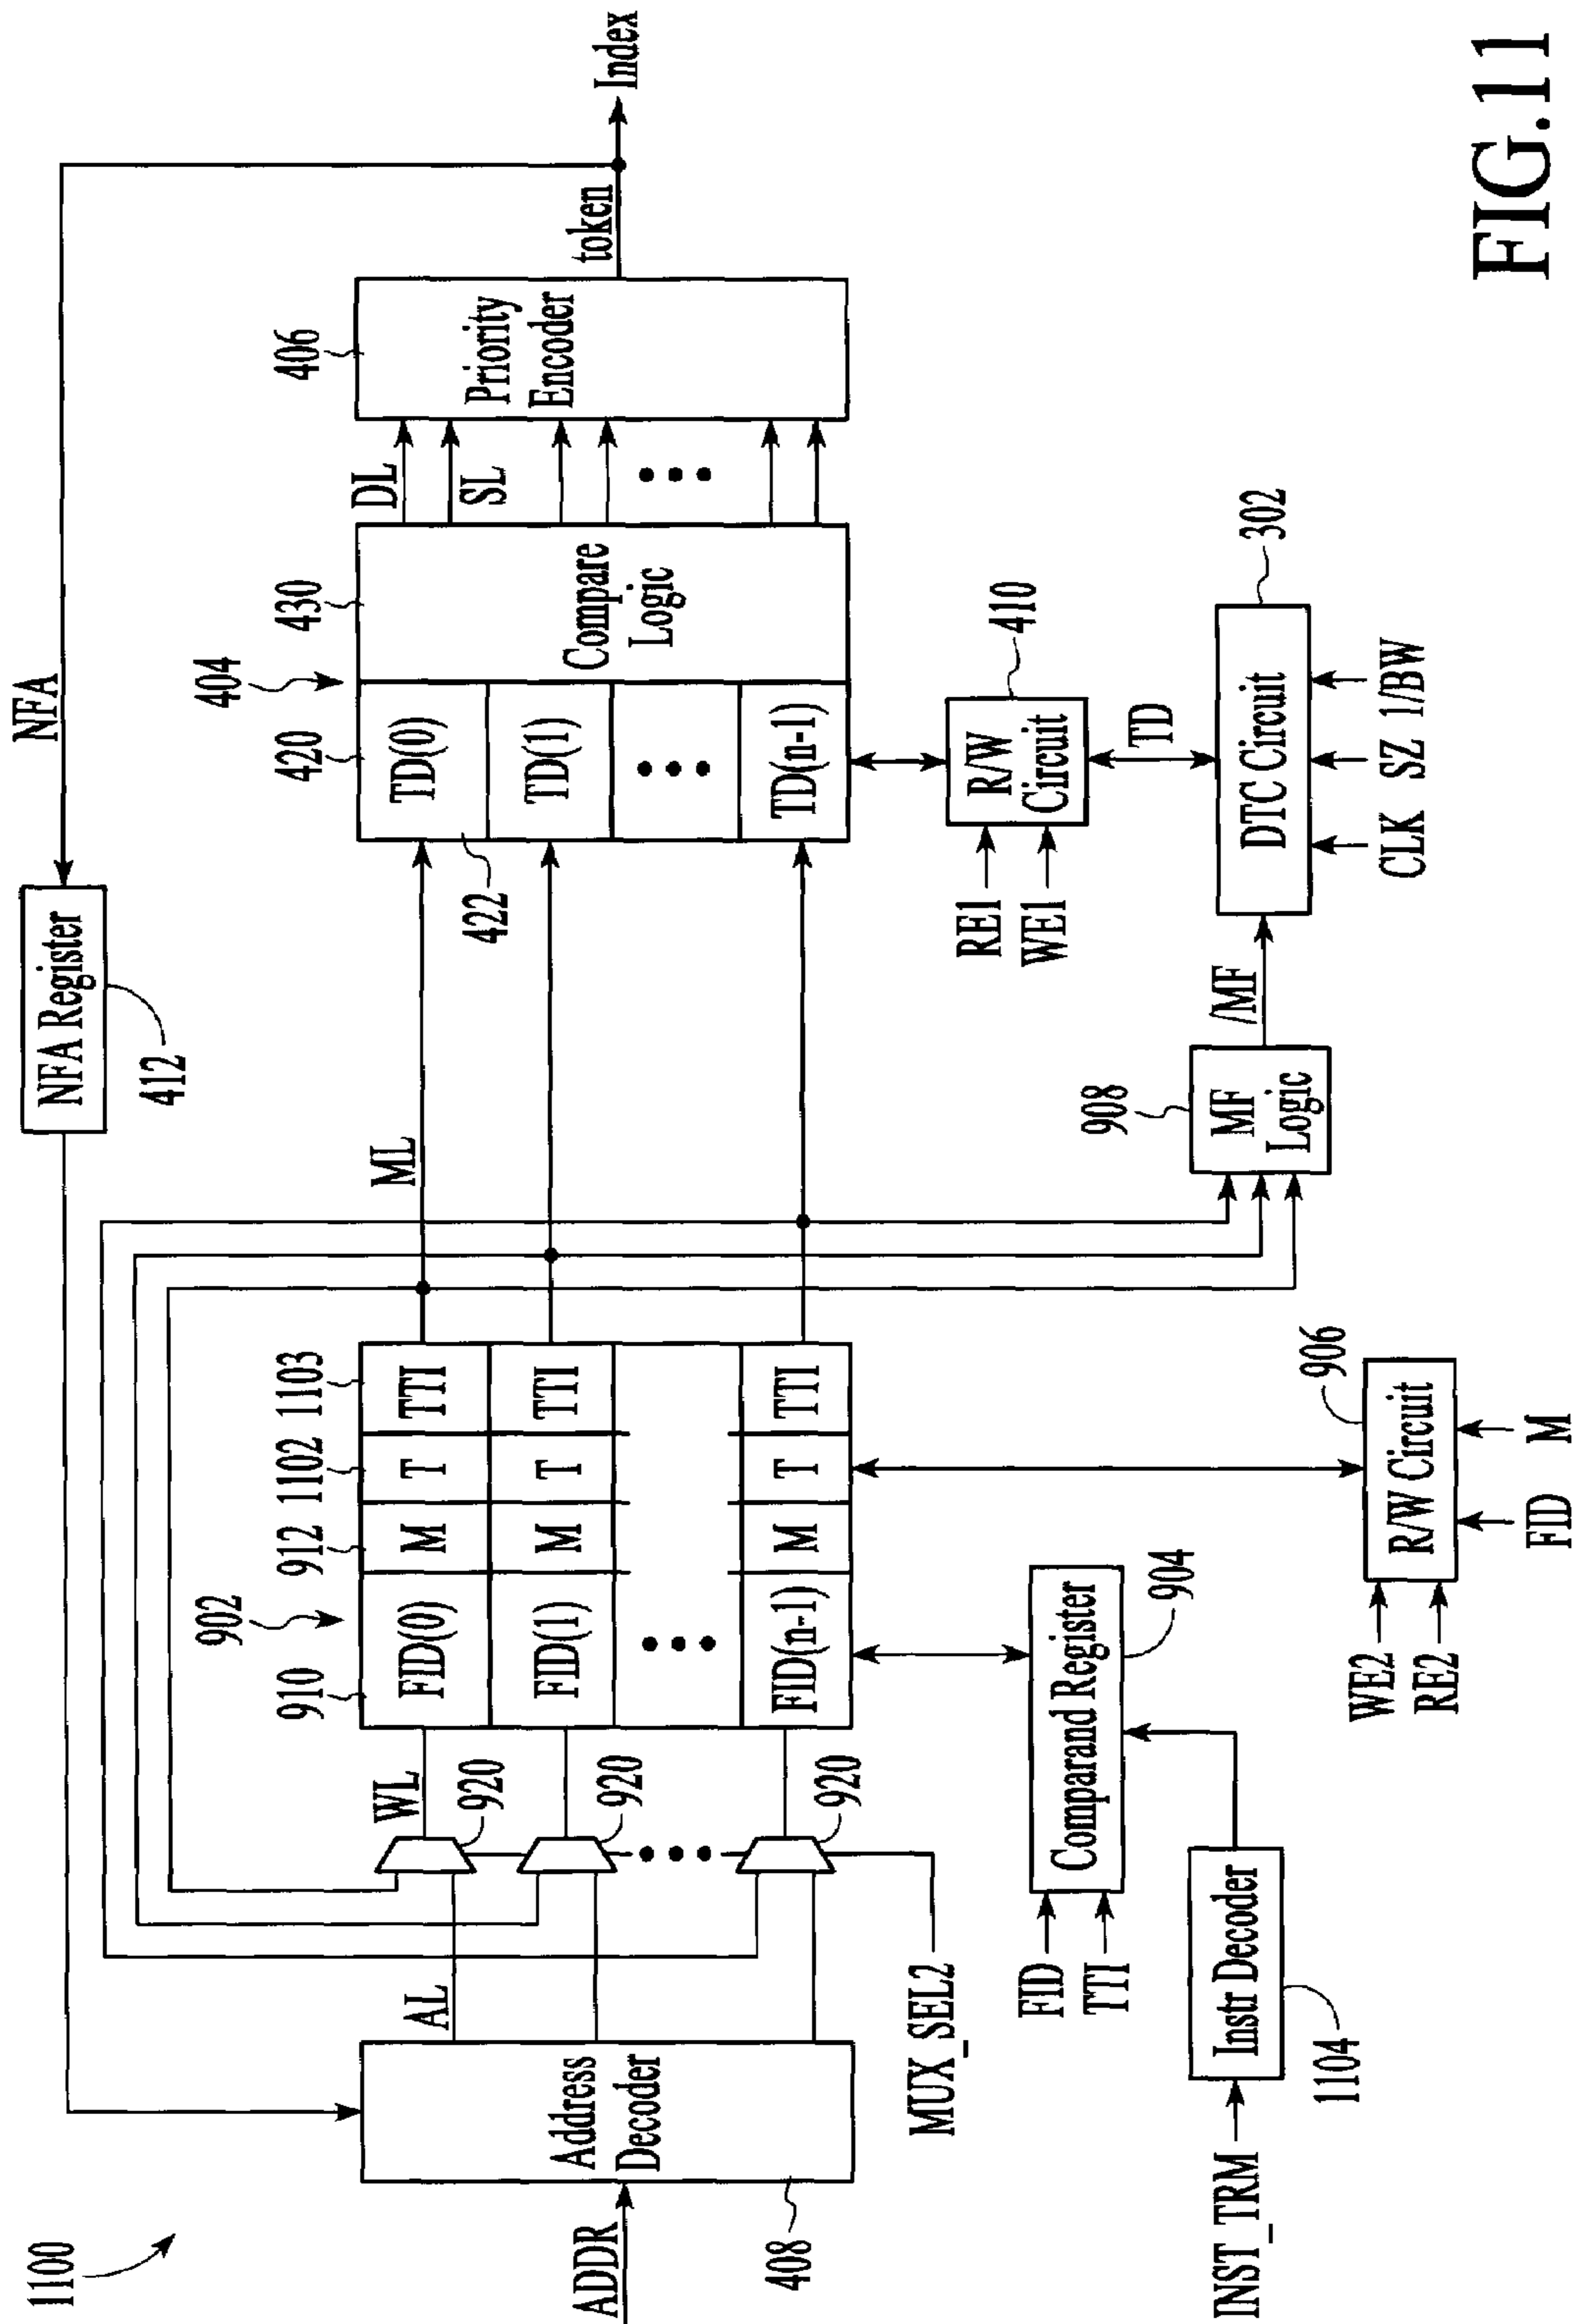 1100
NFA
NFA Register
412
ADDR
Address
Decoder
408
AL
WL
920
920
920
MUX_SEL2
902
910
912
1102
1103
FID(0)
M
T
TTI
FID(1)
M
T
TTI
FID(n-1)
M
T
TTI
ML
404
420
430
422
TD(0)
TD(1)
TD(n-1)
Compare
Logic
DL
SL
406
Priority
Encoder
token
Index
FID
TTI
Comparand Register
904
INST_TRM
Instr Decoder
1104
WE2
RE2
R/W Circuit
906
FID
M
908
MF
Logic
/MF
RE1
WE1
R/W
Circuit
410
TD
DTC Circuit
302
CLK
SZ
1/BW
FIG.11